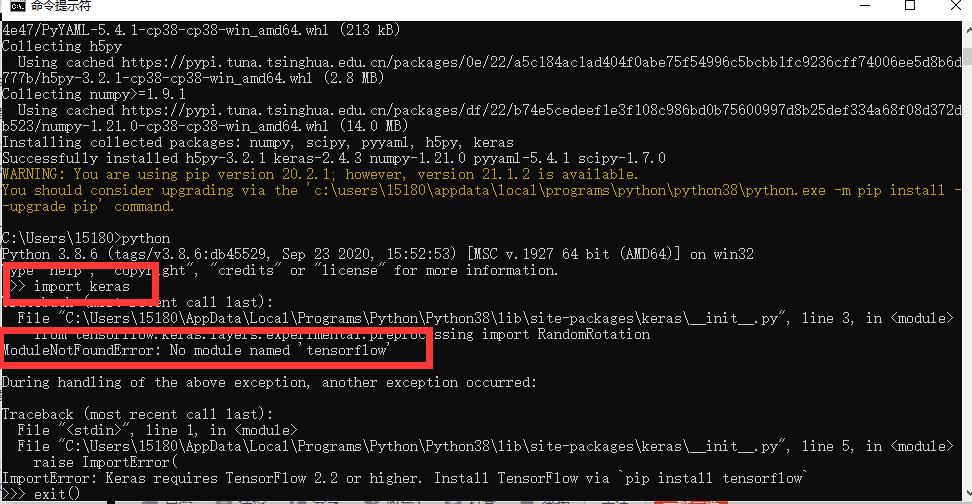 命令提示符
4e47/PyYAML-5.4.1-cp38-cp38-win_amd64.whl (213 kB)
Collecting h5py
Using cached https://pypi.tuna.tsinghua.edu.cn/packages/0e/22/a5c184ac1ad404f0abe75f54996c5bcbb1fc9236cff74006ee5d8b6d
777b/h5py-3.2.1-cp38-cp38-win_amd64.whl (2.8 MB)
Collecting numpy>=1.9.1
Using cached https://pypi.tuna.tsinghua.edu.cn/packages/df/22/b74e5cedeef1e3f108c986bd0b75600997d8b25def334a68f08d372d
b523/numpy-1.21.0-cp38-cp38-win_amd64.whl (14.0 MB)
Installing collected packages: numpy, scipy, pyyaml, h5py, keras
Successfully installed h5py-3.2.1 keras-2.4.3 numpy-1.21.0 pyyaml-5.4.1 scipy-1.7.0
WARNING: You are using pip version 20.2.1; however, version 21.1.2 is available.
You should consider upgrading via the 'c:\users\15180\appdata\local\programs\python\python38\python.exe -m pip install -
-upgrade pip' command.
C:\Users\15180>python
Python 3.8.6 (tags/v3.8.6:db45529, Sep 23 2020, 15:52:53) [MSC v.1927 64 bit (AMD64)] on win32
Type "help", "copyright", "credits" or "license" for more information.
>> import keras
Traceback (most recent call last):
File "C:\Users\15180\AppData\Local\Programs\Python\Python38\lib\site-packages\keras\__init__.py", line 3, in <module>
from tensorflow.keras.layers.experimental.preprocessing import RandomRotation
ModuleNotFoundError: No module named 'tensorflow'
During handling of the above exception, another exception occurred:
Traceback (most recent call last):
File "<stdin>", line 1, in <module>
File "C:\Users\15180\AppData\Local\Programs\Python\Python38\lib\site-packages\keras\__init__.py", line 5, in <module>
raise ImportError(
ImportError: Keras requires TensorFlow 2.2 or higher. Install TensorFlow via `pip install tensorflow`
>>> exit()